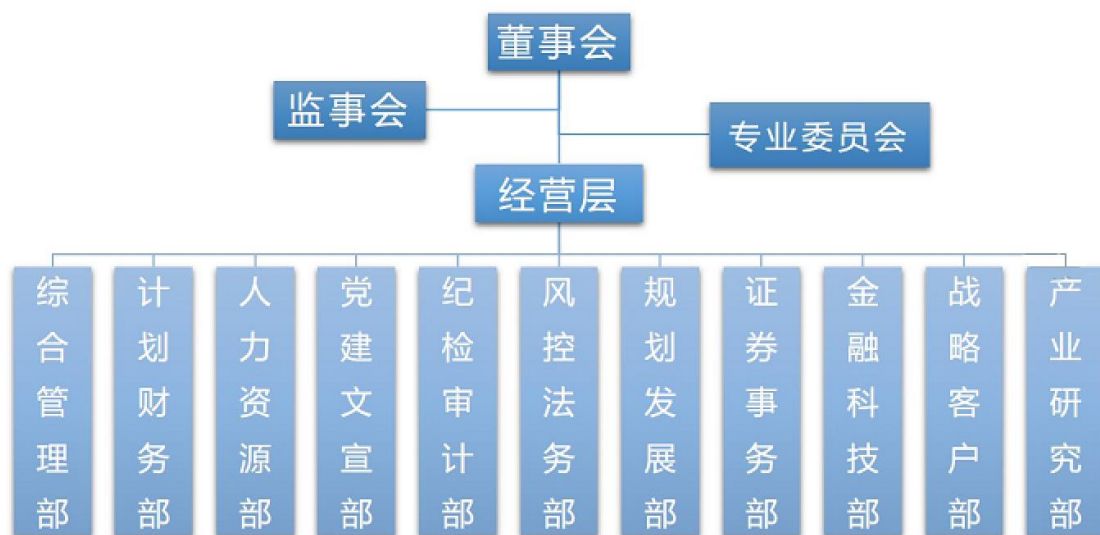 董事会
监事会
专业委员会
经营层
综合管理部
计划财务部
人力资源部
党建文宣部
纪检审计部
风控法务部
规划发展部
证券事务部
金融科技部
战略客户部
产业研究部